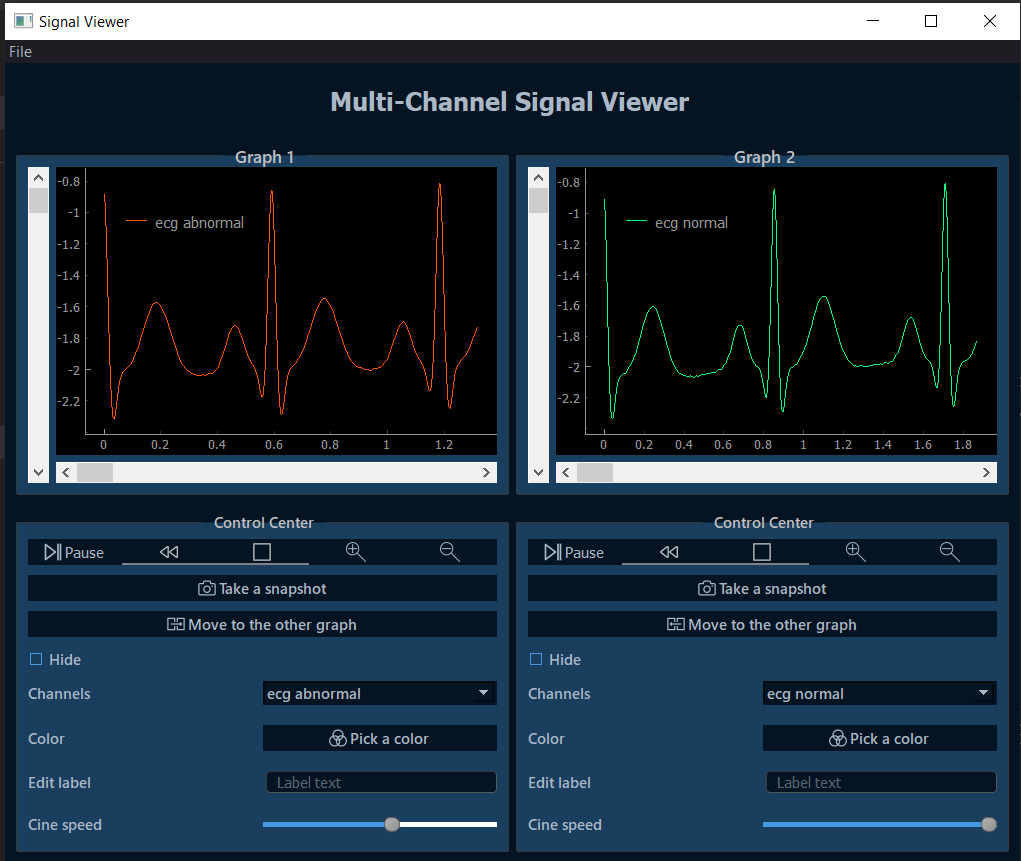 Signal Viewer
File
Multi-Channel Signal Viewer
Graph 1
-0.8
-1
-1.2
-1.4
-1.6
-1.8
-2
-2.2
ecg abnormal
0 0.2 0.4 0.6 0.8 1 1.2
Graph 2
-0.8
-1
-1.2
-1.4
-1.6
-1.8
-2
-2.2
ecg normal
0 0.2 0.4 0.6 0.8 1 1.2 1.4 1.6 1.8
Control Center
Pause
Take a snapshot
Move to the other graph
Hide
Channels ecg abnormal
Color Pick a color
Edit label Label text
Cine speed
Control Center
Pause
Take a snapshot
Move to the other graph
Hide
Channels ecg normal
Color Pick a color
Edit label Label text
Cine speed